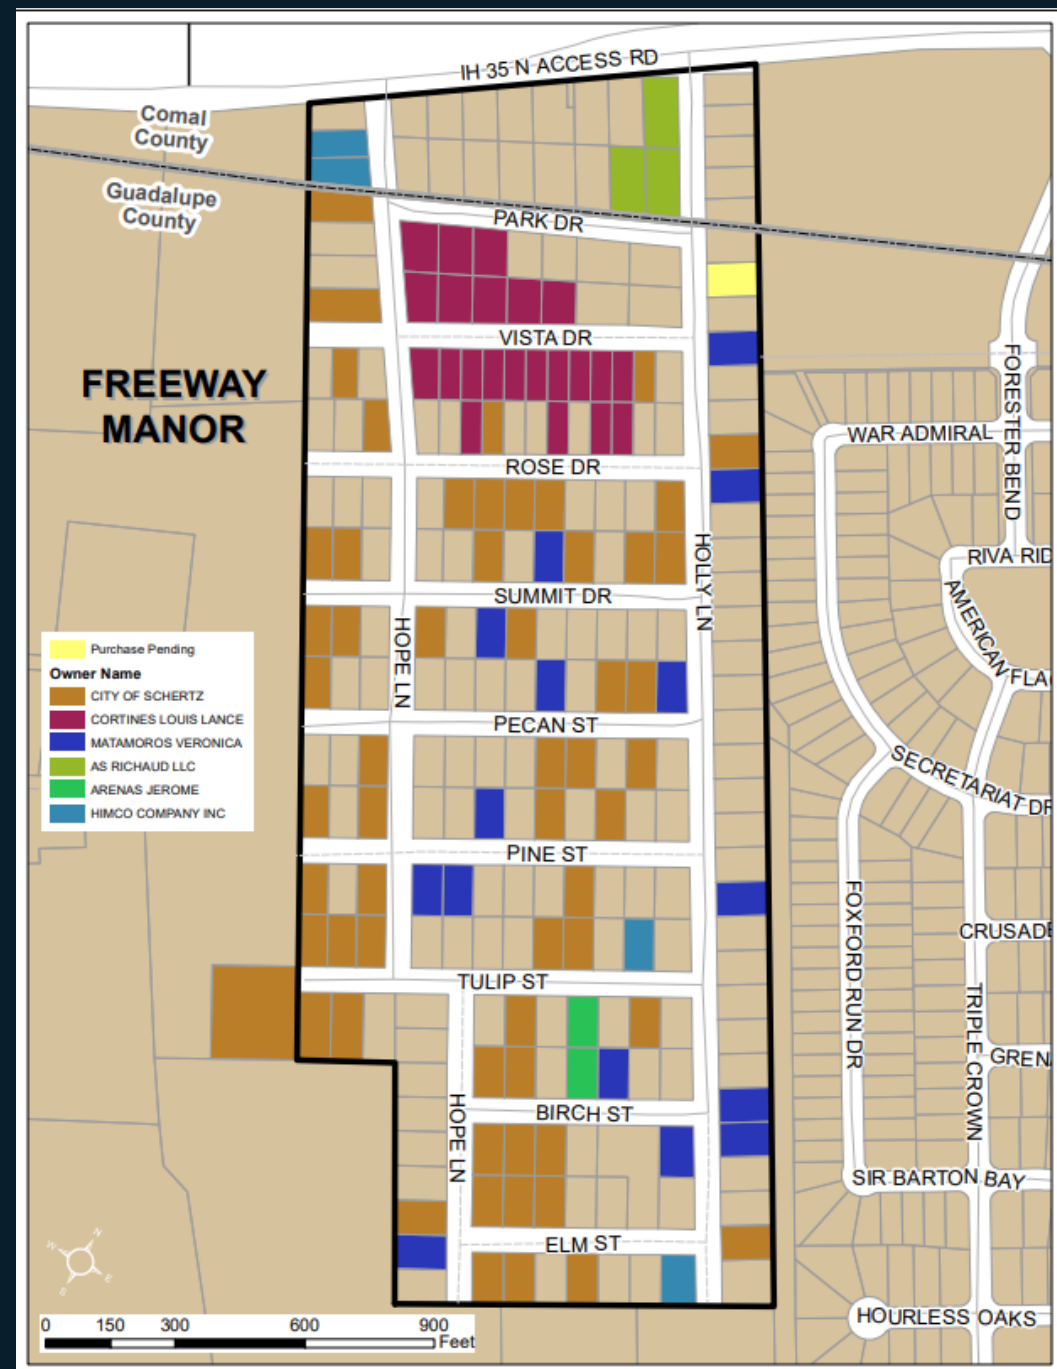 IH 35 N ACCESS RD
Comal
County
Guadalupe
County
PARK DR
VISTA DR
FREEWAY
MANOR
FORESTER BEND
WAR ADMIRAL
ROSE DR
HOLLY LN
RIVA RID
SUMMIT DR
AMERICAN FLA
HOPE LN
Purchase Pending
Owner Name
CITY OF SCHERTZ
CORTINES LOUIS LANCE
MATAMOROS VERONICA
AS RICHAUD LLC
ARENAS JEROME
HIMCO COMPANY INC
PECAN ST
SECRETARIAT DR
PINE ST
FOXFORD RUN DR
CRUSADE
TULIP ST
TRIPLE CROWN
GREN
HOPE LN
BIRCH ST
SIR BARTON BAY
ELM ST
N
W
E
S
HOURLESS OAKS
0 150 300 600 900
Feet